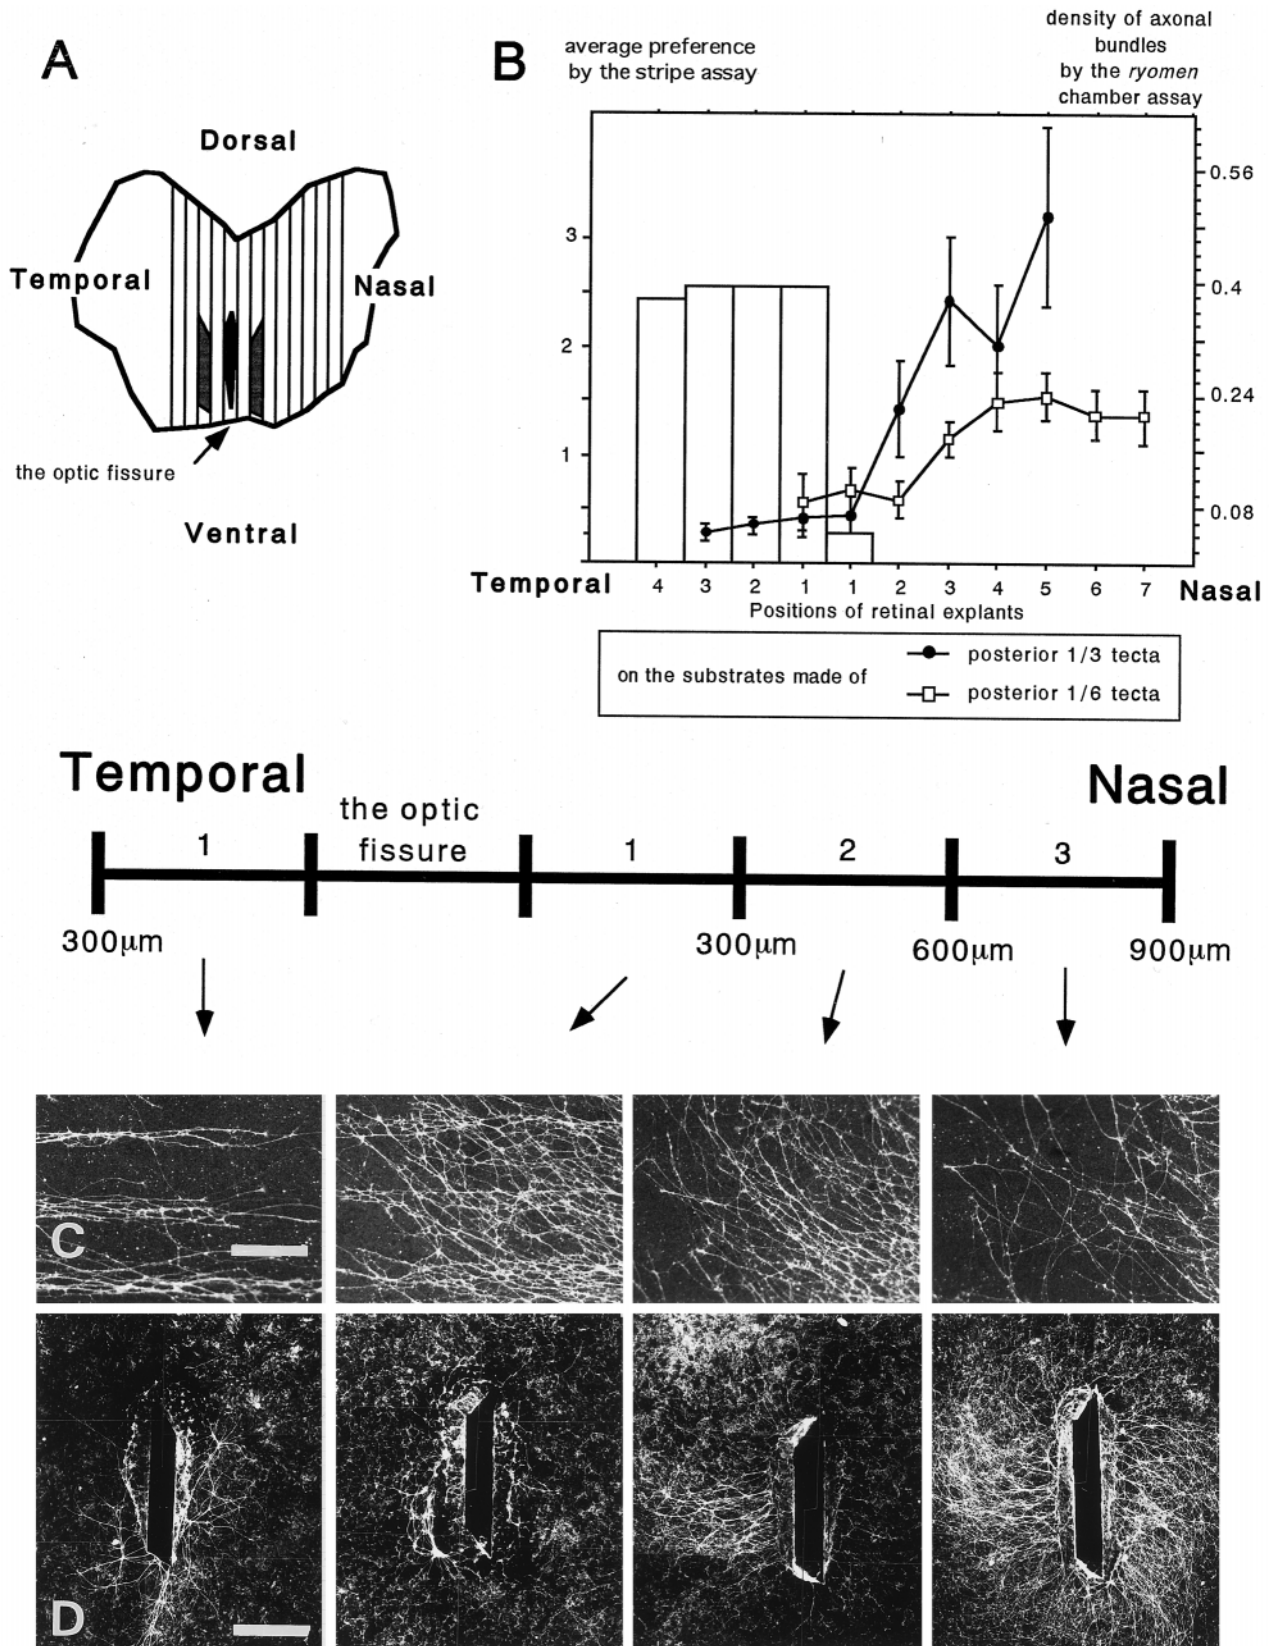 A
Dorsal
Temporal
Nasal
the optic fissure
Ventral
B
average preference
by the stripe assay
density of axonal
bundles
by the ryomen
chamber assay
3
2
1
0.56
0.4
0.24
0.08
Temporal 4 3 2 1 1 2 3 4 5 6 7 Nasal
Positions of retinal explants
on the substrates made of
posterior 1/3 tecta
posterior 1/6 tecta
Temporal
Nasal
the optic
fissure
1 1 2 3
300μm 300μm 600μm 900μm
C
D